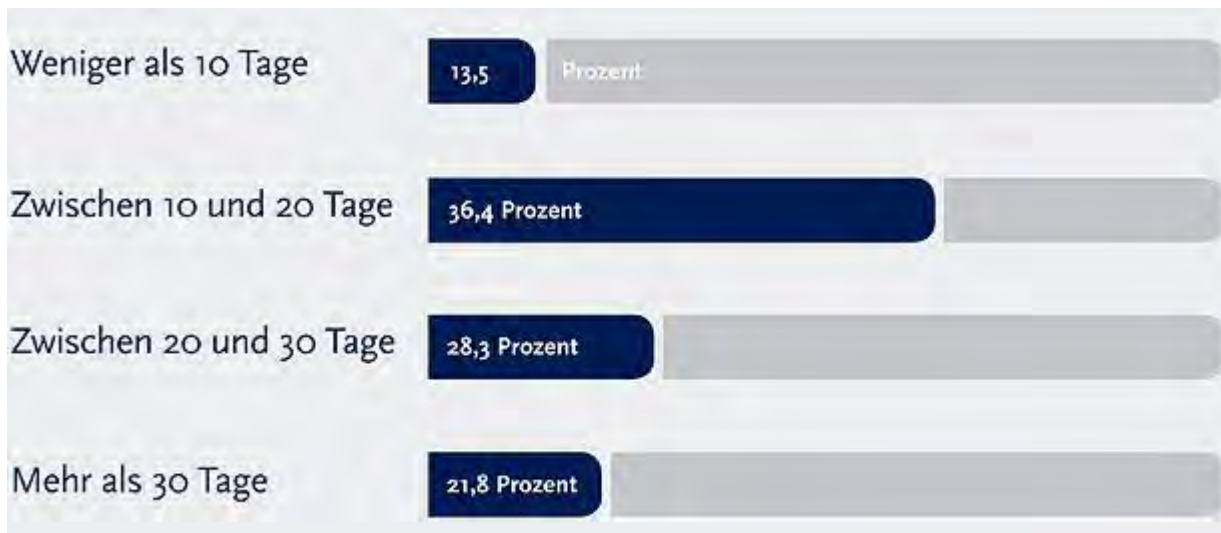 Weniger als 10 Tage 13,5 Prozent
Zwischen 10 und 20 Tage 36,4 Prozent
Zwischen 20 und 30 Tage 28,3 Prozent
Mehr als 30 Tage 21,8 Prozent